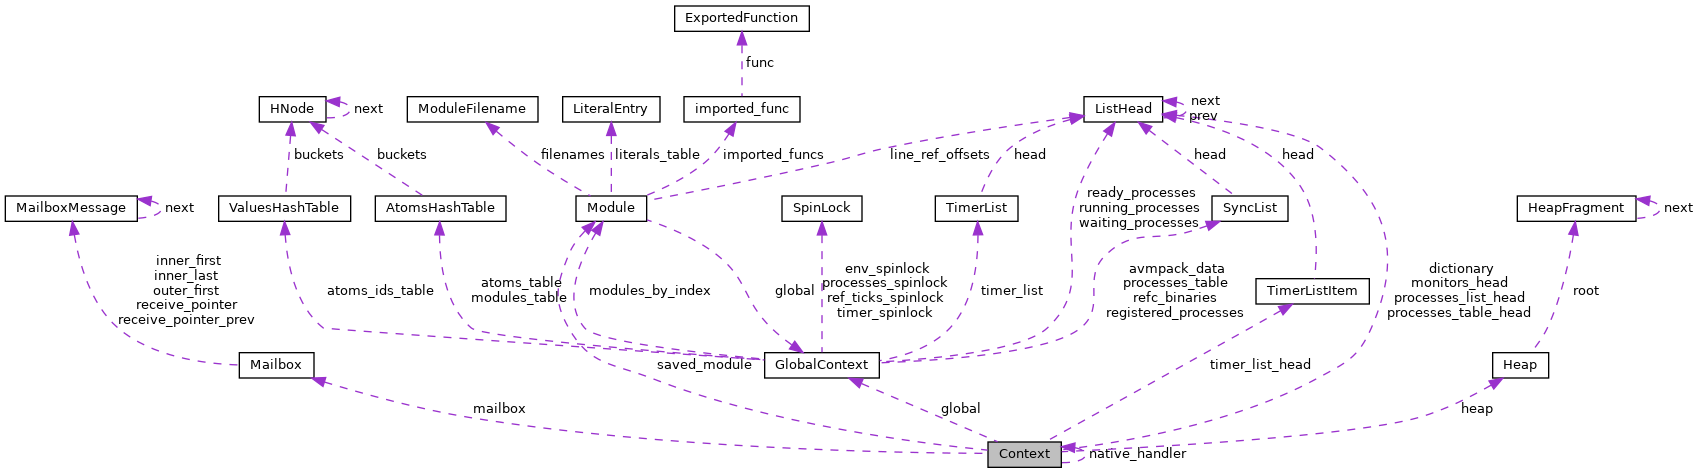 ExportedFunction
func
HNode
next
ModuleFilename
LiteralEntry
imported_func
ListHead
next
prev
buckets
buckets
filenames
literals_table
imported_funcs
line_ref_offsets
head
head
head
MailboxMessage
next
ValuesHashTable
AtomsHashTable
Module
SpinLock
TimerList
ready_processes
running_processes
waiting_processes
SyncList
HeapFragment
next
inner_first
inner_last
outer_first
receive_pointer
receive_pointer_prev
atoms_ids_table
atoms_table
modules_table
modules_by_index
global
env_spinlock
processes_spinlock
ref_ticks_spinlock
timer_spinlock
timer_list
avmpack_data
processes_table
refc_binaries
registered_processes
TimerListItem
dictionary
monitors_head
processes_list_head
processes_table_head
root
Mailbox
saved_module
GlobalContext
timer_list_head
Heap
mailbox
global
heap
Context
native_handler